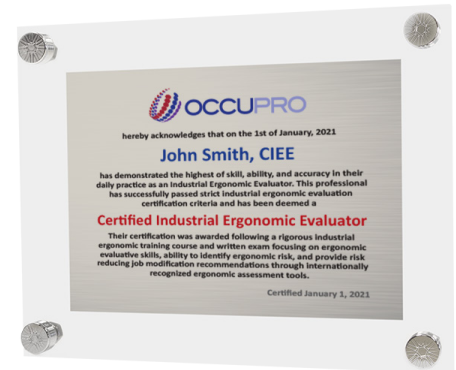 OCCUPRO
hereby acknowledges that on the 1st of January, 2021
John Smith, CIEE
has demonstrated the highest of skill, ability, and accuracy in their
daily practice as an Industrial Ergonomic Evaluator. This professional
has successfully passed strict industrial ergonomic evaluation
certification criteria and has been deemed a
Certified Industrial Ergonomic Evaluator
Their certification was awarded following a rigorous industrial
ergonomic training course and written exam focusing on ergonomic
evaluative skills, ability to identify ergonomic risk, and provide risk
reducing job modification recommendations through internationally
recognized ergonomic assessment tools.
Certified January 1, 2021